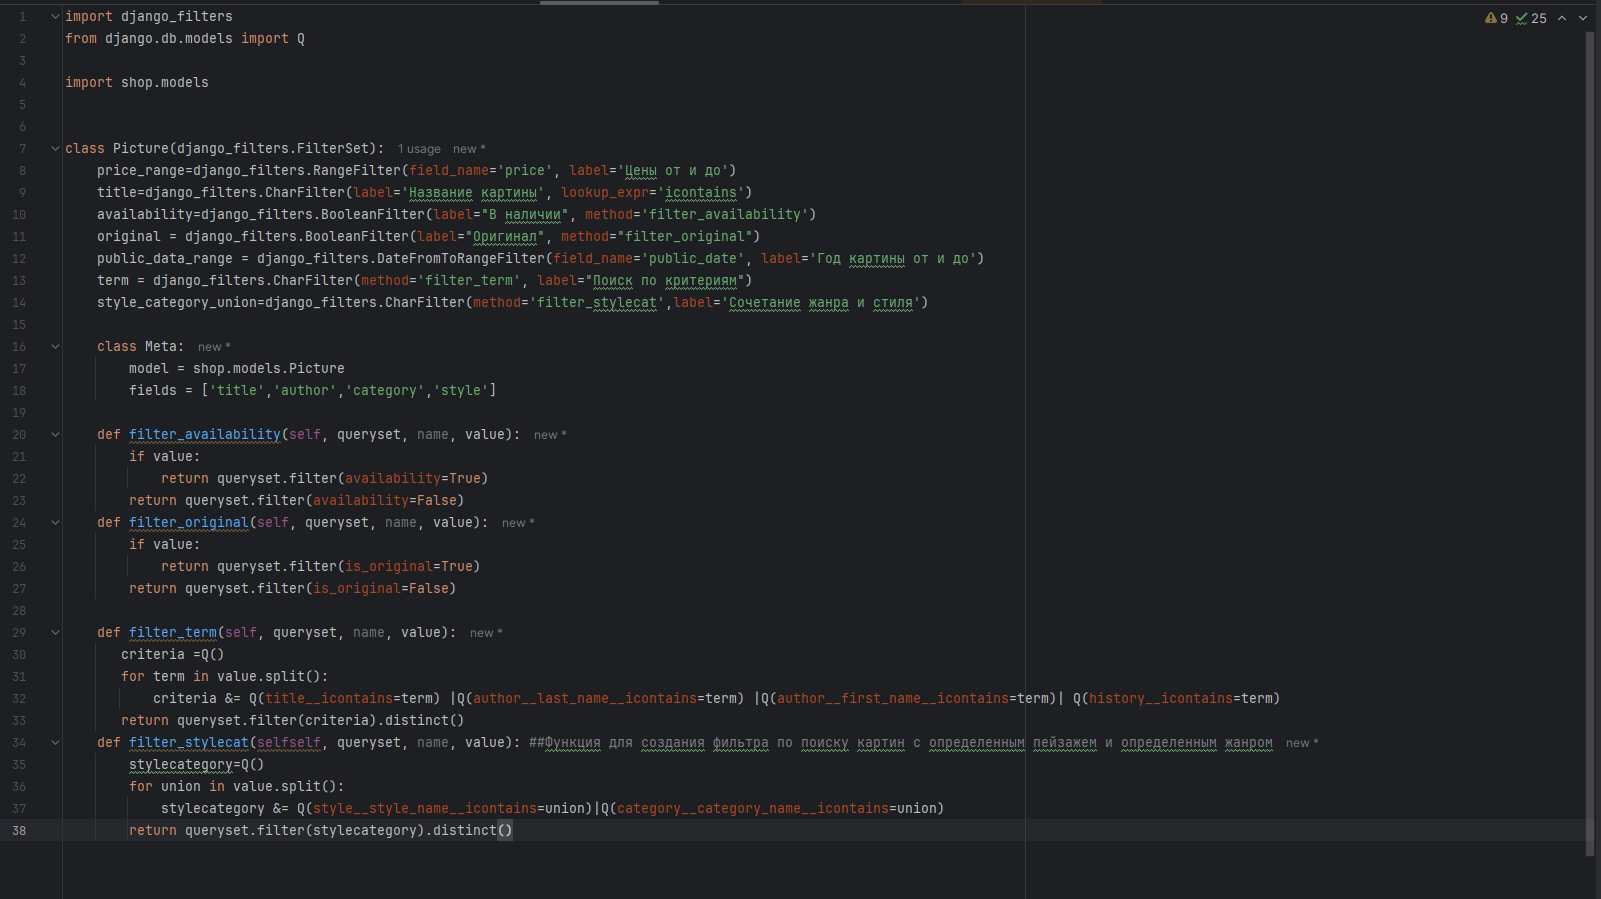 1 import django_filters
2 from django.db.models import Q
3
4 import shop.models
5
6
7 class Picture(django_filters.FilterSet): 1 usage new *
8 price_range=django_filters.RangeFilter(field_name='price', label='Цены от и до')
9 title=django_filters.CharFilter(label='Название картины', lookup_expr='icontains')
10 availability=django_filters.BooleanFilter(label="В наличии", method='filter_availability')
11 original = django_filters.BooleanFilter(label="Оригинал", method="filter_original")
12 public_data_range = django_filters.DateFromToRangeFilter(field_name='public_date', label='Год картины от и до')
13 term = django_filters.CharFilter(method='filter_term', label="Поиск по критериям")
14 style_category_union=django_filters.CharFilter(method='filter_stylecat',label='Сочетание жанра и стиля')
15
16 class Meta: new *
17 model = shop.models.Picture
18 fields = ['title','author','category','style']
19
20 def filter_availability(self, queryset, name, value): new *
21 if value:
22 return queryset.filter(availability=True)
23 return queryset.filter(availability=False)
24 def filter_original(self, queryset, name, value): new *
25 if value:
26 return queryset.filter(is_original=True)
27 return queryset.filter(is_original=False)
28
29 def filter_term(self, queryset, name, value): new *
30 criteria =Q()
31 for term in value.split():
32 criteria &= Q(title__icontains=term) |Q(author__last_name__icontains=term) |Q(author__first_name__icontains=term)| Q(history__icontains=term)
33 return queryset.filter(criteria).distinct()
34 def filter_stylecat(selfself, queryset, name, value): ##Функция для создания фильтра по поиску картин с определенным пейзажем и определенным жанром new *
35 stylecategory=Q()
36 for union in value.split():
37 stylecategory &= Q(style__style_name__icontains=union)|Q(category__category_name__icontains=union)
38 return queryset.filter(stylecategory).distinct()
9 25